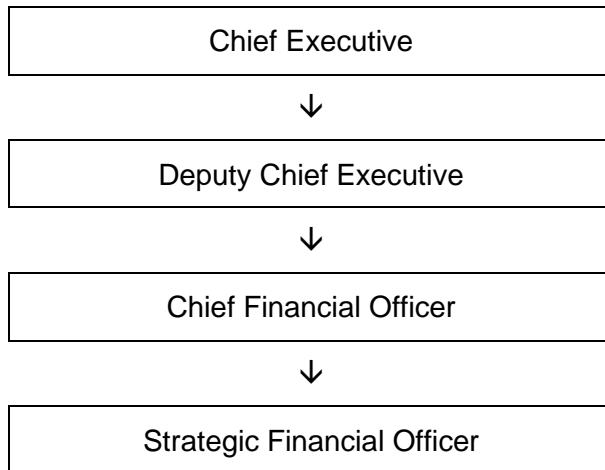 Chief Executive
↓
Deputy Chief Executive
↓
Chief Financial Officer
↓
Strategic Financial Officer